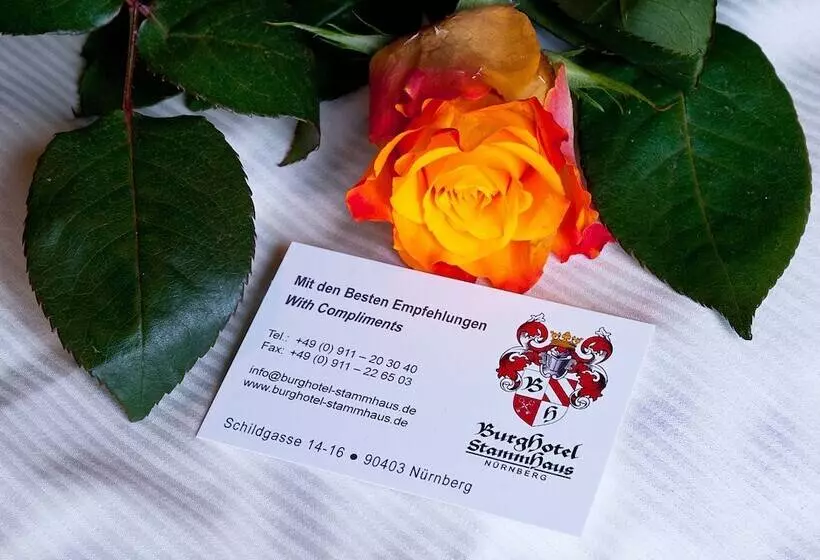 Mit den Besten Empfehlungen
With Compliments
Tel.: +49 (0) 911 – 20 30 40
Fax: +49 (0) 911 – 22 65 03
info@burghotel-stammhaus.de
www.burghotel-stammhaus.de
Schildgasse 14-16 ● 90403 Nürnberg
B
H
BurgHotel
Stammhaus
NÜRNBERG